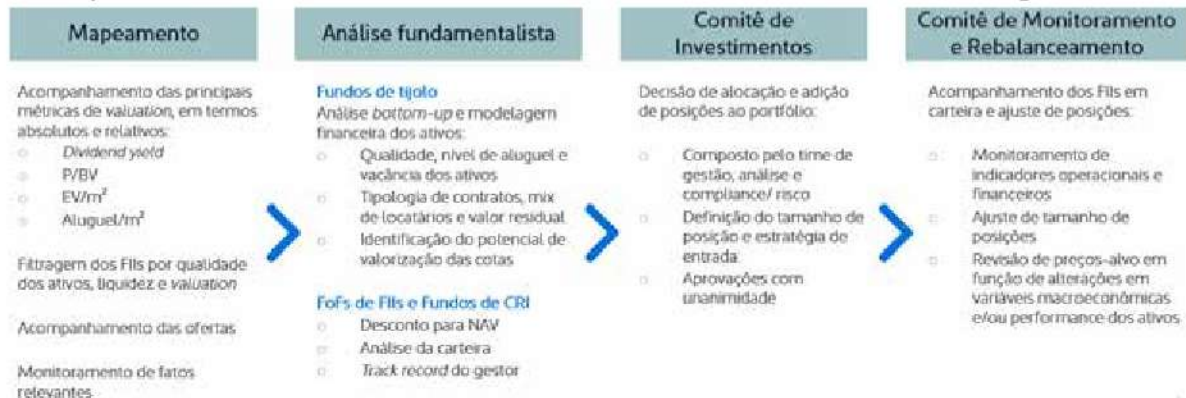 Mapeamento
Acompanhamento das principais
métricas de valuation, em termos
absolutos e relativos:
Dividend yield
P/BV
EV/m²
Aluguel/m²
Filtragem dos FIIs por qualidade
dos ativos, liquidez e valuation
Acompanhamento das ofertas
Monitoramento de fatos
relevantes
Análise fundamentalista
Fundos de tijolo
Análise bottom-up e modelagem
financeira dos ativos:
Qualidade, nível de aluguel e
vacância dos ativos
Tipologia de contratos, mix
de locatários e valor residual
Identificação do potencial de
valorização das cotas
FoFs de FIIs e Fundos de CRI
Desconto para NAV
Análise da carteira
Track record do gestor
Comitê de
Investimentos
Decisão de alocação e adição
de posições ao portfólio:
Composto pelo time de
gestão, análise e
compliance/ risco
Definição do tamanho de
posição e estratégia de
entrada
Aprovações com
unanimidade
Comitê de Monitoramento
e Rebalanceamento
Acompanhamento dos FIIs em
carteira e ajuste de posições:
Monitoramento de
indicadores operacionais e
financeiros
Ajuste de tamanho de
posições
Revisão de preços-alvo em
função de alterações em
variáveis macroeconômicas
e/ou performance dos ativos